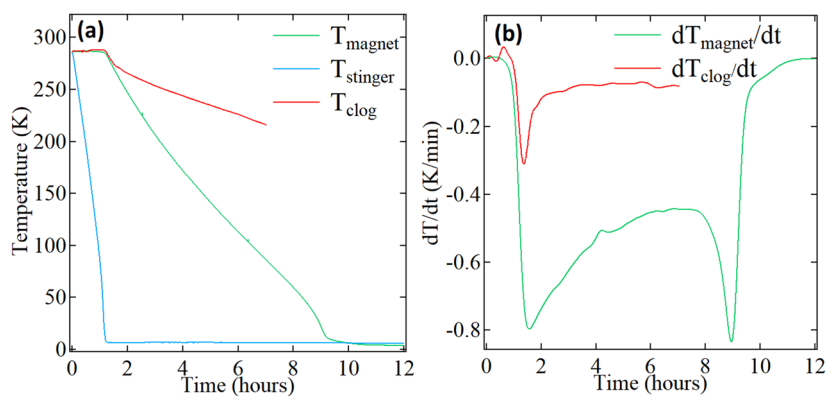 (a)
T_magnet
T_stinger
T_clog
Temperature (K)
300
250
200
150
100
50
0
0 2 4 6 8 10 12
Time (hours)
(b)
dT_magnet/dt
dT_clog/dt
dT/dt (K/min)
0.0
-0.2
-0.4
-0.6
-0.8
0 2 4 6 8 10 12
Time (hours)